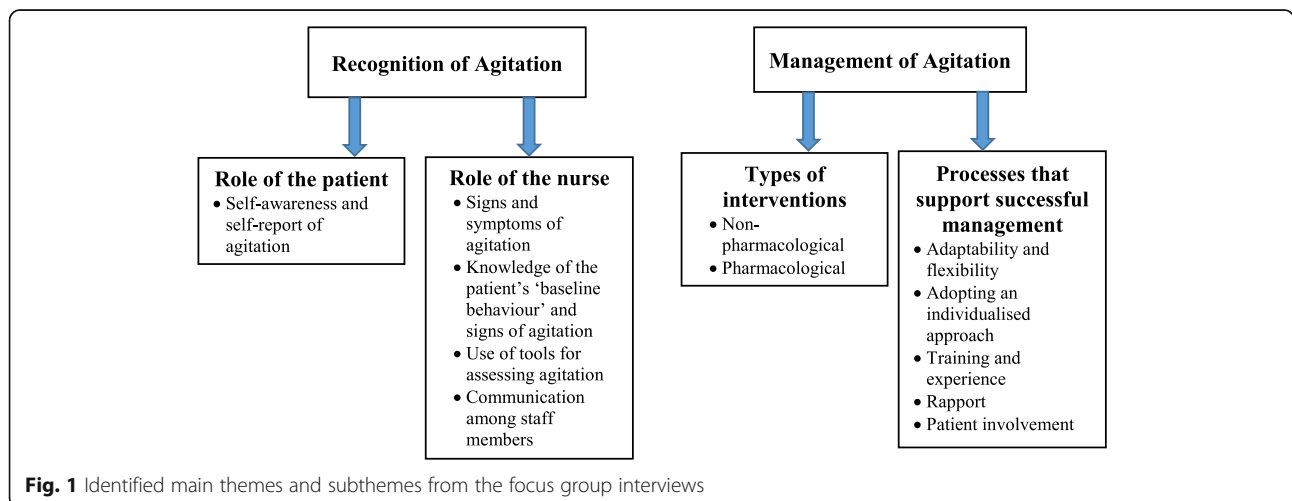 Recognition of Agitation
Management of Agitation
Role of the patient
• Self-awareness and
self-report of
agitation
Role of the nurse
• Signs and
symptoms of
agitation
• Knowledge of the
patient's 'baseline
behaviour' and
signs of agitation
• Use of tools for
assessing agitation
• Communication
among staff
members
Types of
interventions
• Non-
pharmacological
• Pharmacological
Processes that
support successful
management
• Adaptability and
flexibility
• Adopting an
individualised
approach
• Training and
experience
• Rapport
• Patient involvement
Fig. 1 Identified main themes and subthemes from the focus group interviews